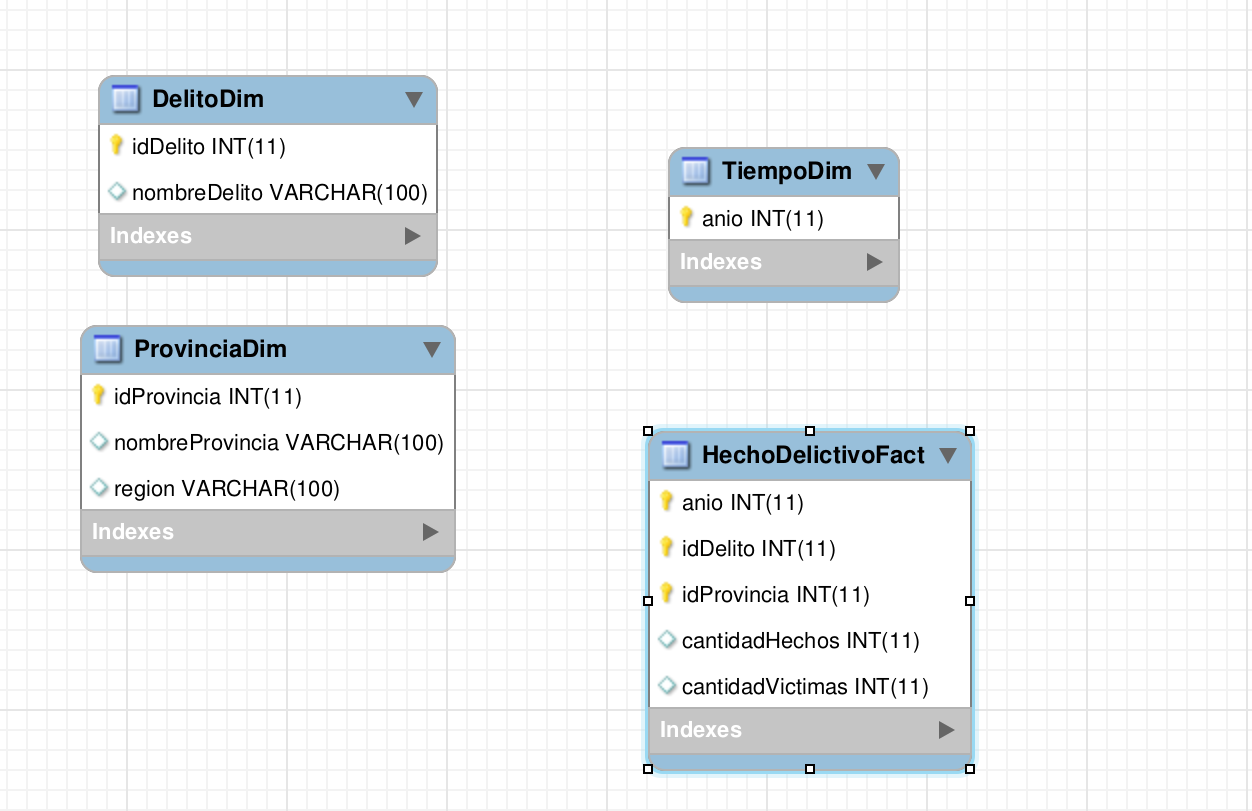 DelitoDim
idDelito INT(11)
nombreDelito VARCHAR(100)
Indexes
ProvinciaDim
idProvincia INT(11)
nombreProvincia VARCHAR(100)
region VARCHAR(100)
Indexes
TiempoDim
anio INT(11)
Indexes
HechoDelictivoFact
anio INT(11)
idDelito INT(11)
idProvincia INT(11)
cantidadHechos INT(11)
cantidadVictimas INT(11)
Indexes